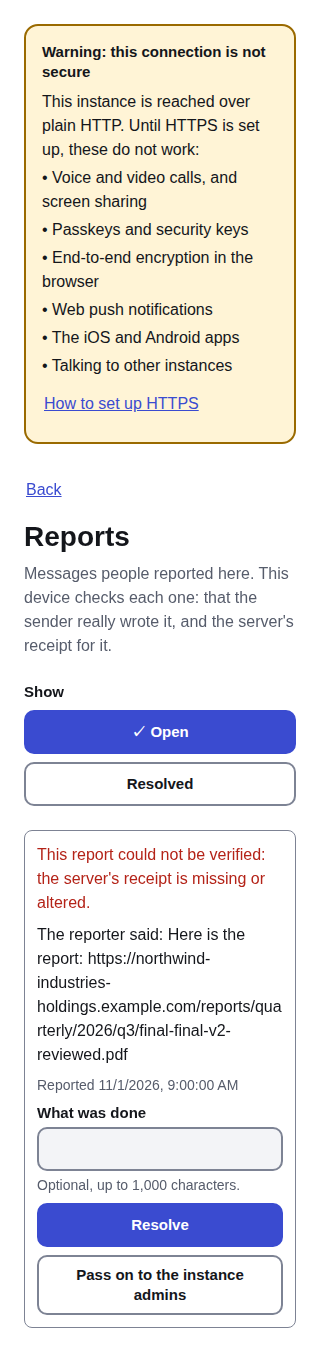 Warning: this connection is not
secure
This instance is reached over
plain HTTP. Until HTTPS is set
up, these do not work:
• Voice and video calls, and
screen sharing
• Passkeys and security keys
• End-to-end encryption in the
browser
• Web push notifications
• The iOS and Android apps
• Talking to other instances
How to set up HTTPS
Back
Reports
Messages people reported here. This
device checks each one: that the
sender really wrote it, and the server's
receipt for it.
Show
✓ Open
Resolved
This report could not be verified:
the server's receipt is missing or
altered.
The reporter said: Here is the
report: https://northwind-
industries-
holdings.example.com/reports/qua
rterly/2026/q3/final-final-v2-
reviewed.pdf
Reported 11/1/2026, 9:00:00 AM
What was done
Optional, up to 1,000 characters.
Resolve
Pass on to the instance
admins